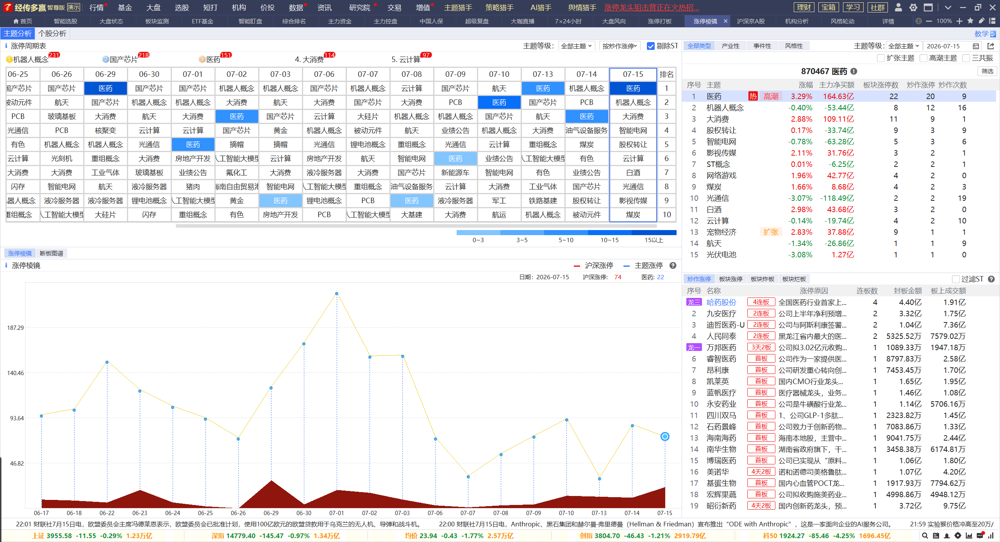 经传多赢 智尊版 演示 行情 基金 大盘 选股 短打 机构 价投 数据 资讯 研究院 交易 增值 主题猎手 策略猎手 AI猎手 舆情猎手 涨停龙头狙击营正在火热招... 理财 宝箱 学习 社群
首页 智能选股 大盘状态 板块监测 ETF基金 智能盯盘 综合排名 主力资金 主力控盘 中国人保 超级复盘 大咖直播 7×24小时 大盘风向 涨停打板 涨停棱镜 沪深京A股 机构分析 风格轮动 详情 100%
主题分析 个股分析 教学
涨停周期表 主题等级: 全部主题 按炒作涨停 剔除ST
1 机器人概念 231 2 国产芯片 218 3 医药 151 4. 大消费 114 5. 云计算 97
06-25 06-26 06-29 06-30 07-01 07-02 07-03 07-06 07-07 07-08 07-09 07-10 07-13 07-14 07-15 排名
国产芯片 国产芯片 医药 国产芯片 国产芯片 机器人概念 机器人概念 国产芯片 机器人概念 云计算 国产芯片 航天 医药 机器人概念 医药 1
被动元件 航天 国产芯片 机器人概念 机器人概念 大消费 航天 大消费 国产芯片 大消费 PCB 医药 国产芯片 PCB 机器人概念 2
PCB 玻璃基板 大消费 航天 大消费 医药 国产芯片 云计算 大硅片 机器人概念 机器人概念 国产芯片 航天 医药 大消费 3
光通信 PCB 核聚变 云计算 云计算 国产芯片 黄金 机器人概念 被动元件 航天 业绩公告 机器人概念 大消费 油气设备服务 智能电网 4
有色 机器人概念 机器人概念 光通信 医药 摘帽 摘帽 光通信 锂电池概念 重组概念 光通信 云计算 重组概念 煤炭 股权转让 5
云计算 光刻机 重组概念 大消费 房地产开发 人工智能大模型 云计算 房地产开发 航天 智能电网 医药 业绩公告 人工智能大模型 有色 云计算 6
大消费 大消费 工业气体 玻璃基板 业绩公告 氟化工 大消费 液冷服务器 大消费 国产芯片 新能源车 智能电网 有色 业绩公告 白酒 7
闪存 智能电网 航天 液冷服务器 猪肉 海南自由贸易港 智能电网 人工智能大模型 重组概念 油气设备服务 云计算 大消费 工业气体 国产芯片 光通信 8
机器人概念 液冷服务器 液冷服务器 锂电池概念 人工智能大模型 黄金 医药 锂电池概念 PCB 医药 液冷服务器 军工 铁路基建 股权转让 影视传媒 9
重组概念 人工智能大模型 大硅片 闪存 重组概念 有色 房地产开发 PCB 人工智能大模型 大基建 大消费 航运 机器人概念 被动元件 煤炭 10
0~3 3~5 5~10 10~15 15以上
涨停棱镜 断板图谱
涨停棱镜 沪深涨停 主题涨停
日期: 2026-07-15 沪深涨停: 74 医药: 22
187.29
140.46
93.64
46.82
06-17 06-18 06-22 06-23 06-24 06-25 06-26 06-29 06-30 07-01 07-02 07-03 07-06 07-07 07-08 07-09 07-10 07-13 07-14 07-15
全部类型 产业性 事件性 风格性 主题等级: 全部主题 2026-07-15
扩张主题 高潮主题 三共振
870467 医药 筛选
序号 主题 涨幅 主力净买额 板块涨停数 炒作涨停 炒作次数
1 医药 热 高潮 3.29% 164.63亿 22 20 9
2 机器人概念 -0.40% -53.44亿 8 12 16
3 大消费 2.88% 109.11亿 11 9 1
4 股权转让 0.17% -33.74亿 9 3 9
5 智能电网 -0.78% -63.28亿 5 3 6
6 影视传媒 2.11% 31.76亿 3 2 1
7 ST概念 0.01% -6.25亿 2 2 1
8 网络游戏 1.96% 42.77亿 4 2 0
9 煤炭 1.66% 8.68亿 4 2 3
10 光通信 -3.07% -118.49亿 2 2 19
11 白酒 2.98% 43.68亿 3 2 0
12 云计算 -0.14% -19.74亿 4 2 10
13 宠物经济 扩张 2.83% 37.88亿 9 1 1
14 航天 -1.34% -26.86亿 1 1 9
15 光伏电池 -3.08% 1.27亿 1 1 0
炒作涨停 板块涨停 板块炸板 板块烂板 过滤ST
序号 名称 涨停原因 连板数 封板金额 板上成交额
龙三 哈药股份 4连板 全国医药行业首家上... 4 4.40亿 1.91亿
2 九安医疗 2连板 公司上半年净利预增... 2 3.32亿 1.75亿
3 迪哲医药-U 2连板 公司与阿斯利康签署... 2 1.04亿 7.36亿
4 人民同泰 2连板 黑龙江省内最大的医... 2 5325.52万 7579.02万
龙一 万邦医药 3天2板 公司拟3.02亿元收购... 1 1089.33万 1947.18万
6 睿智医药 首板 公司作为一家提供医... 1 8797.83万 2.58亿
7 昂利康 首板 公司研发重心转向创... 1 7453.45万 1.70亿
8 凯莱英 首板 国内CMO行业龙头... 1 1.65亿 1.95亿
9 蓝帆医疗 首板 医疗器械龙头，业务... 1 1.46亿 1.08亿
10 永安药业 首板 公司是牛磺酸行业龙... 1 1.14亿 5706.16万
11 四川双马 首板 1、公司GLP-1多肽... 1 2323.82万 1.45亿
12 石药景峰 首板 公司致力于创新药物... 1 7083.86万 1.33亿
13 海南海药 首板 海南本地股，主营中... 1 9041.75万 2.44亿
14 南华生物 首板 湖南省政府旗下，干... 1 3458.38万 6174.81万
15 博瑞医药 首板 公司已实现从“原料... 1 1.06亿 1.80亿
16 美诺华 4天2板 诺和诺德司美格鲁肽... 1 1.07亿 4.20亿
17 基蛋生物 首板 国内心血管POCT龙... 1 1917.93万 7794.62万
18 宏辉果蔬 首板 公司拟收购施美药业... 1 4998.86万 4948.12万
19 昭衍新药 4天2板 国内创新药龙头，预... 1 3.72亿 9.75亿
22:01 财联社7月15日电，欧盟委员会主席冯德莱恩表示，欧盟委员会已批准计划，使用100亿欧元的欧盟贷款用于乌克兰的无人机、导弹和战斗机。 22:00 财联社7月15日电，Anthropic、黑石集团和赫尔曼·弗里德曼（Hellman & Friedman）宣布推出“ODE with Anthropic”，这是一家面向企业的AI服务公司。 21:59 实验猴价格冲高至20万/
上证 3955.58 -11.55 -0.29% 1.23万亿 深指 14779.40 -145.47 -0.97% 1.34万亿 均价 23.94 -0.43 -1.77% 2.57万亿 创指 3804.70 -46.43 -1.21% 2919.79亿 科50 1924.27 -85.46 -4.25% 1696.45亿